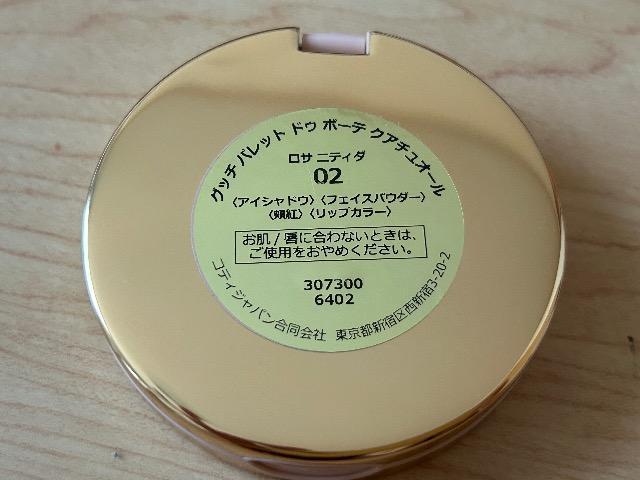 グッチ パレット ドゥ ボーテ クアチュオール
ロサ ニティダ
02
〈アイシャドウ〉〈フェイスパウダー〉
〈頬紅〉〈リップカラー〉
お肌 / 唇に合わないときは、
ご使用をおやめください。
307300
6402
コティジャパン合同会社 東京都新宿区西新宿3-20-2